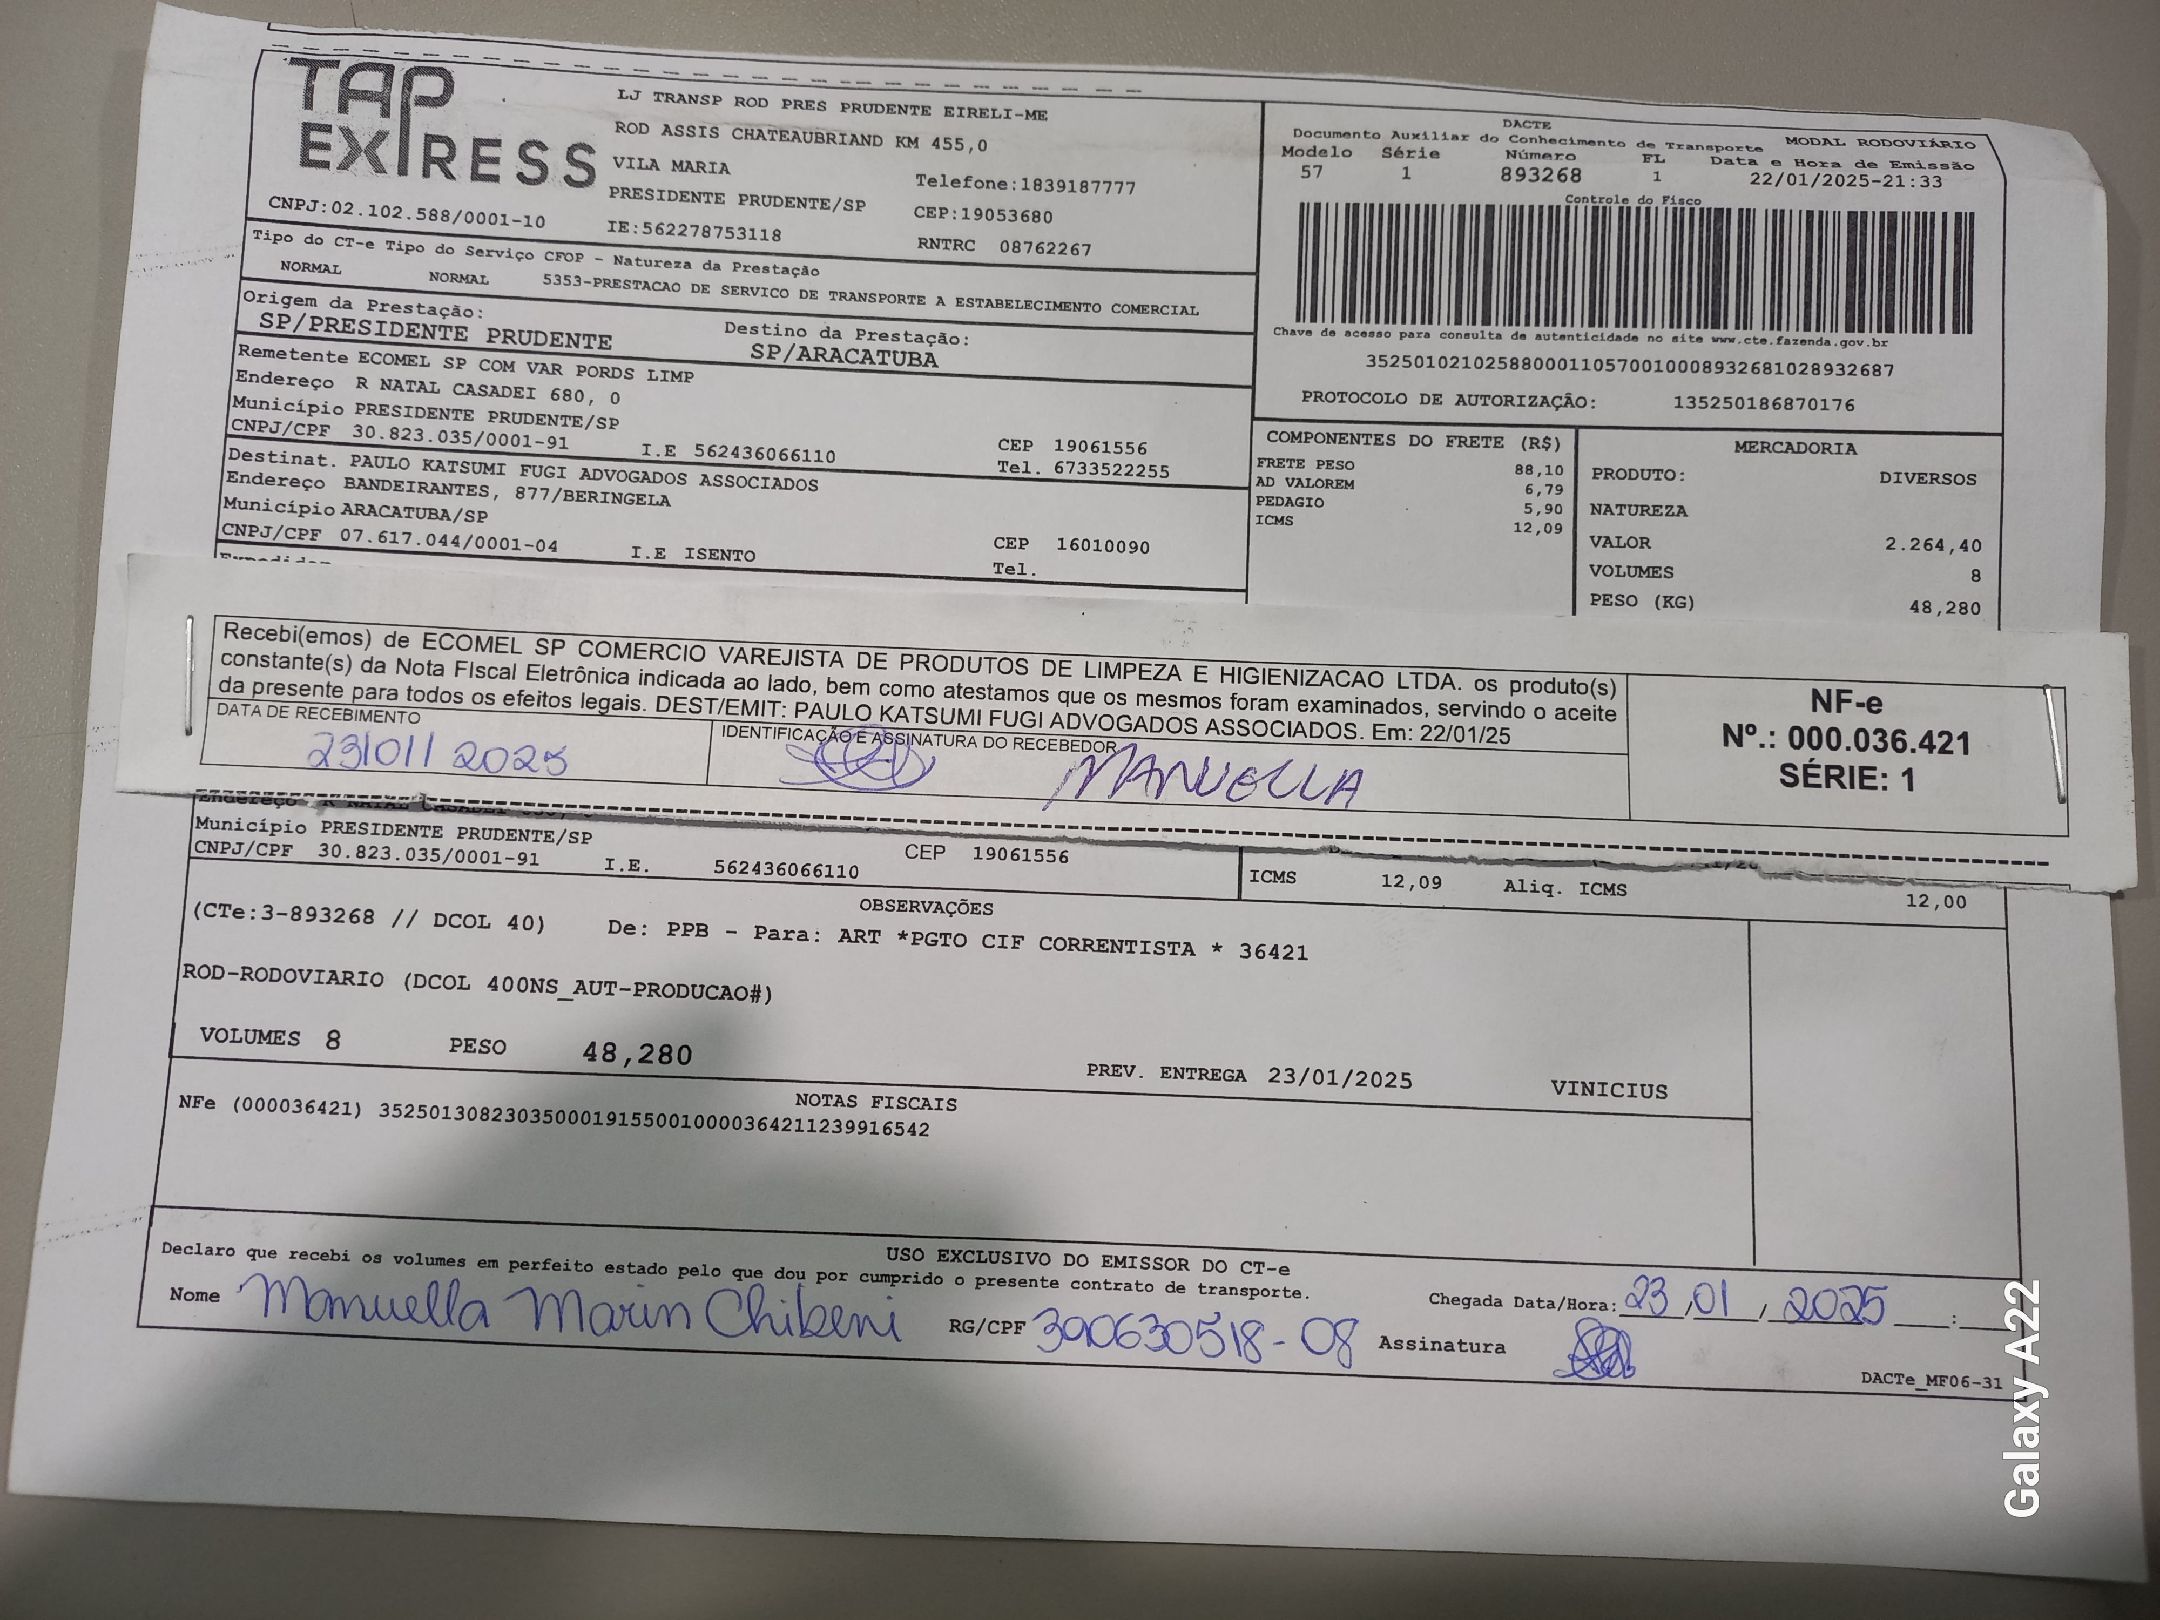 TAP
EXPRESS
LJ TRANSP ROD PRES PRUDENTE EIRELI-ME
ROD ASSIS CHATEAUBRIAND KM 455,0
VILA MARIA
Telefone:1839187777
PRESIDENTE PRUDENTE/SP
CEP:19053680
CNPJ:02.102.588/0001-10
IE:562278753118
RNTRC 08762267
DACTE
Documento Auxiliar do Conhecimento de Transporte
MODAL RODOVIÁRIO
Modelo Série Número FL Data e Hora de Emissão
57 1 893268 1 22/01/2025-21:33
Controle do Fisco
Chave de acesso para consulta de autenticidade no site www.cte.fazenda.gov.br
35250102102588000110570010008932681028932687
PROTOCOLO DE AUTORIZAÇÃO: 135250186870176
Tipo do CT-e Tipo do Serviço CFOP - Natureza da Prestação
NORMAL NORMAL 5353-PRESTACAO DE SERVICO DE TRANSPORTE A ESTABELECIMENTO COMERCIAL
Origem da Prestação: Destino da Prestação:
SP/PRESIDENTE PRUDENTE SP/ARACATUBA
Remetente ECOMEL SP COM VAR PORDS LIMP
Endereço R NATAL CASADEI 680, 0
Município PRESIDENTE PRUDENTE/SP CEP 19061556
CNPJ/CPF 30.823.035/0001-91 I.E 562436066110 Tel. 6733522255
Destinat. PAULO KATSUMI FUGI ADVOGADOS ASSOCIADOS
Endereço BANDEIRANTES, 877/BERINGELA
Município ARACATUBA/SP CEP 16010090
CNPJ/CPF 07.617.044/0001-04 I.E ISENTO Tel.
COMPONENTES DO FRETE (R$)
FRETE PESO 88,10
AD VALOREM 6,79
PEDAGIO 5,90
ICMS 12,09
MERCADORIA
PRODUTO: DIVERSOS
NATUREZA
VALOR 2.264,40
VOLUMES 8
PESO (KG) 48,280
Recebi(emos) de ECOMEL SP COMERCIO VAREJISTA DE PRODUTOS DE LIMPEZA E HIGIENIZACAO LTDA. os produto(s)
constante(s) da Nota FIscal Eletrônica indicada ao lado, bem como atestamos que os mesmos foram examinados, servindo o aceite
da presente para todos os efeitos legais. DEST/EMIT: PAULO KATSUMI FUGI ADVOGADOS ASSOCIADOS. Em: 22/01/25
DATA DE RECEBIMENTO
23/01/2025
IDENTIFICAÇÃO E ASSINATURA DO RECEBEDOR
MANUELLA
NF-e
Nº.: 000.036.421
SÉRIE: 1
Endereço R NATAL CASADEI
Município PRESIDENTE PRUDENTE/SP CEP 19061556
CNPJ/CPF 30.823.035/0001-91 I.E. 562436066110
ICMS 12,09 Aliq. ICMS 12,00
OBSERVAÇÕES
(CTe:3-893268 // DCOL 40) De: PPB - Para: ART *PGTO CIF CORRENTISTA * 36421
ROD-RODOVIARIO (DCOL 400NS_AUT-PRODUCAO#)
VOLUMES 8 PESO 48,280 PREV. ENTREGA 23/01/2025 VINICIUS
NOTAS FISCAIS
NFe (000036421) 35250130823035000191550010000364211239916542
USO EXCLUSIVO DO EMISSOR DO CT-e
Declaro que recebi os volumes em perfeito estado pelo que dou por cumprido o presente contrato de transporte.
Nome Manuella Marin Chibeni RG/CPF 390630518-08 Assinatura
Chegada Data/Hora: 23/01/2025 :
DACTe_MF06-31
Galaxy A22